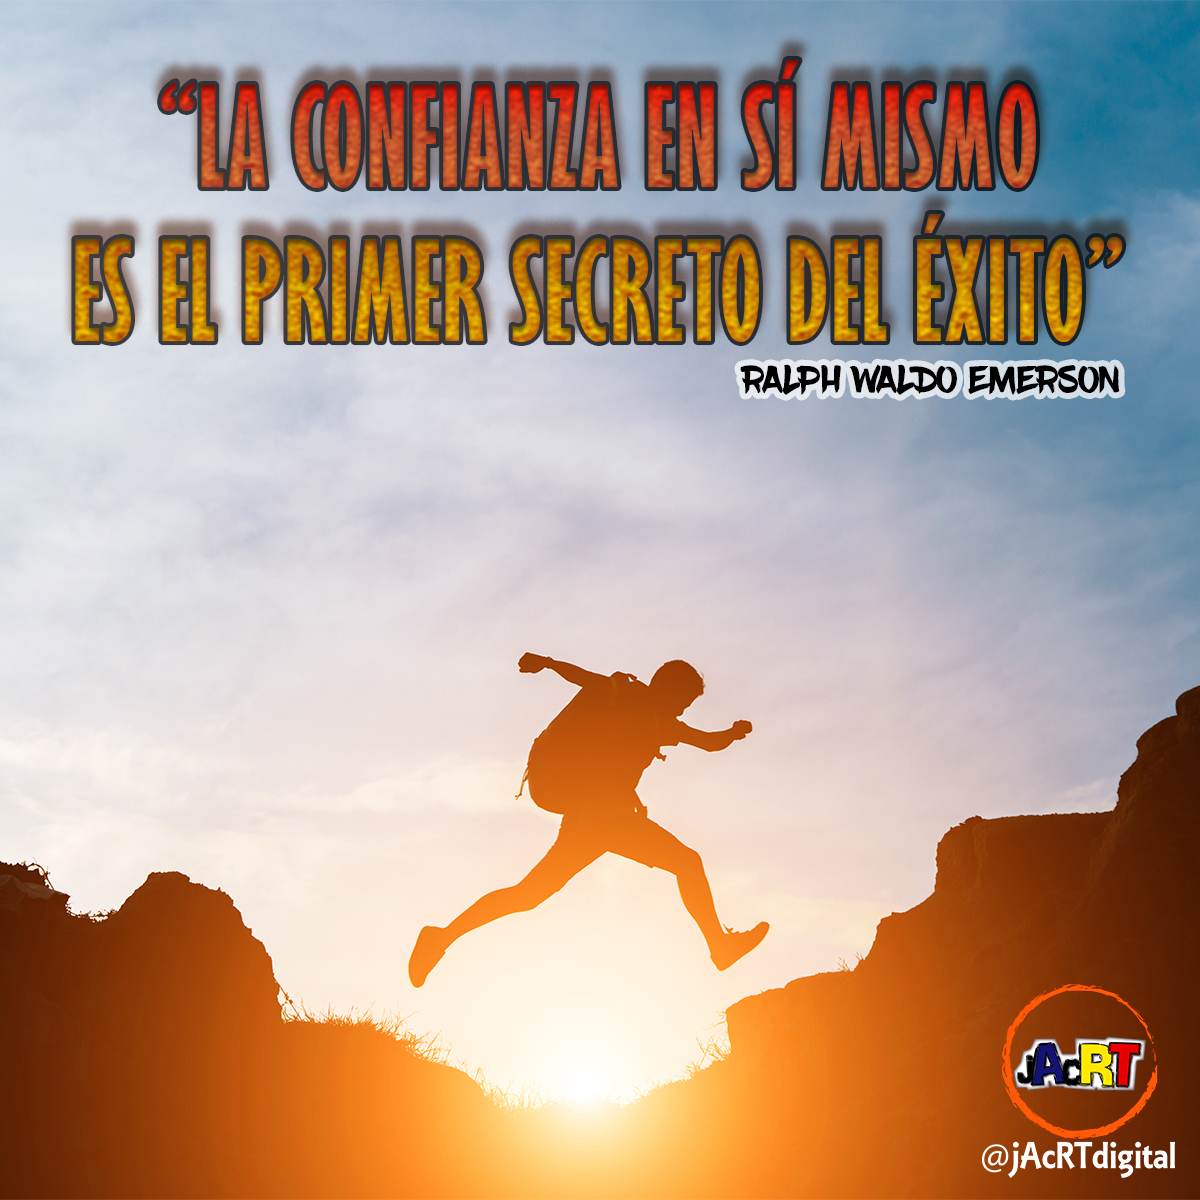 “LA CONFIANZA EN SÍ MISMO
ES EL PRIMER SECRETO DEL ÉXITO”
RALPH WALDO EMERSON
jAcRT
@jAcRTdigital